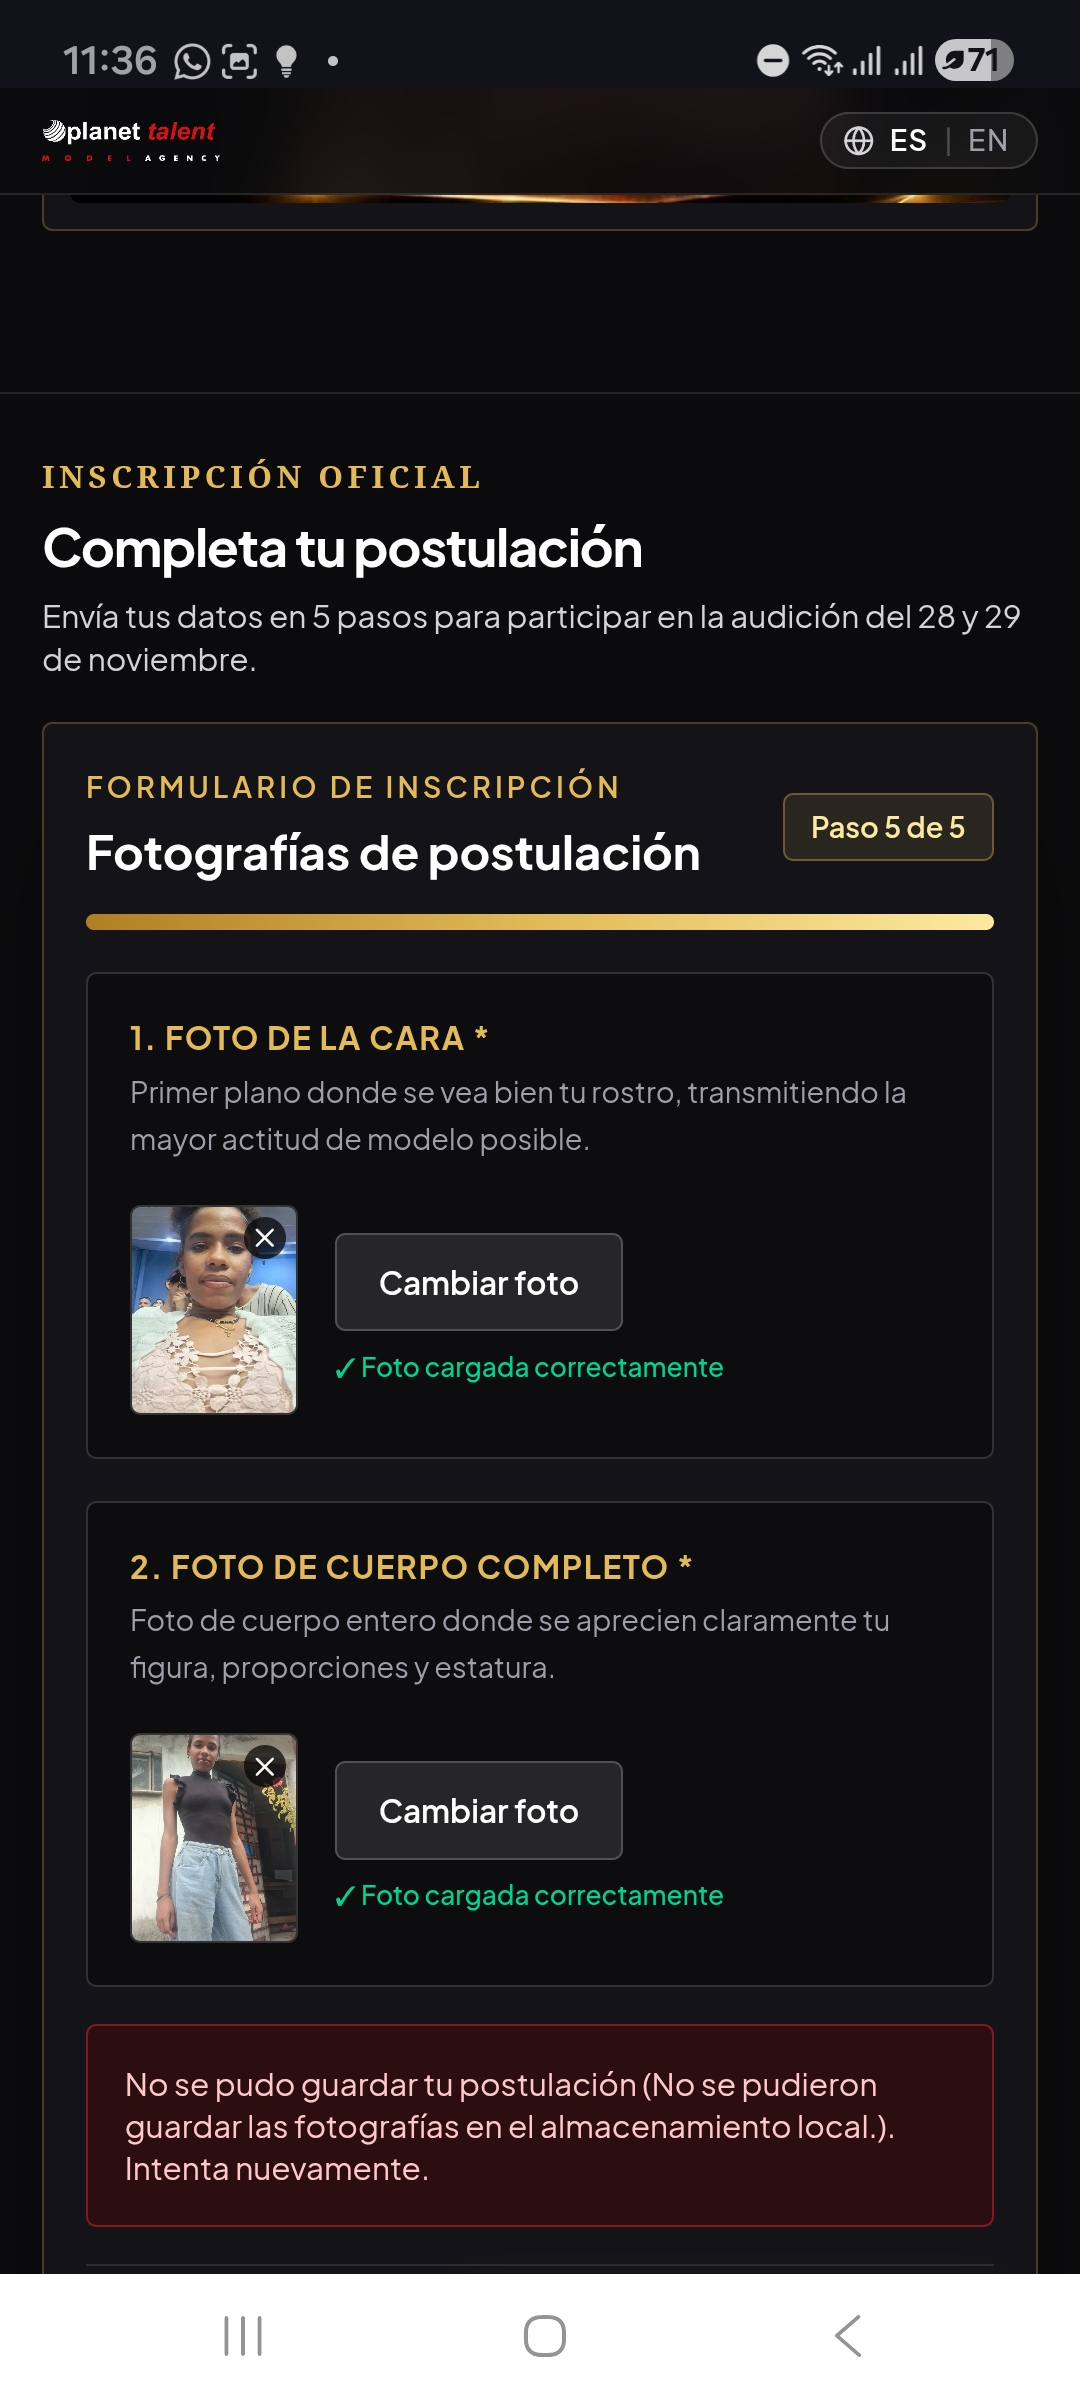 11:36
71
planet talent
MODEL AGENCY
ES | EN
INSCRIPCIÓN OFICIAL
Completa tu postulación
Envía tus datos en 5 pasos para participar en la audición del 28 y 29
de noviembre.
FORMULARIO DE INSCRIPCIÓN
Fotografías de postulación
Paso 5 de 5
1. FOTO DE LA CARA *
Primer plano donde se vea bien tu rostro, transmitiendo la
mayor actitud de modelo posible.
Cambiar foto
✓ Foto cargada correctamente
2. FOTO DE CUERPO COMPLETO *
Foto de cuerpo entero donde se aprecien claramente tu
figura, proporciones y estatura.
Cambiar foto
✓ Foto cargada correctamente
No se pudo guardar tu postulación (No se pudieron
guardar las fotografías en el almacenamiento local.).
Intenta nuevamente.